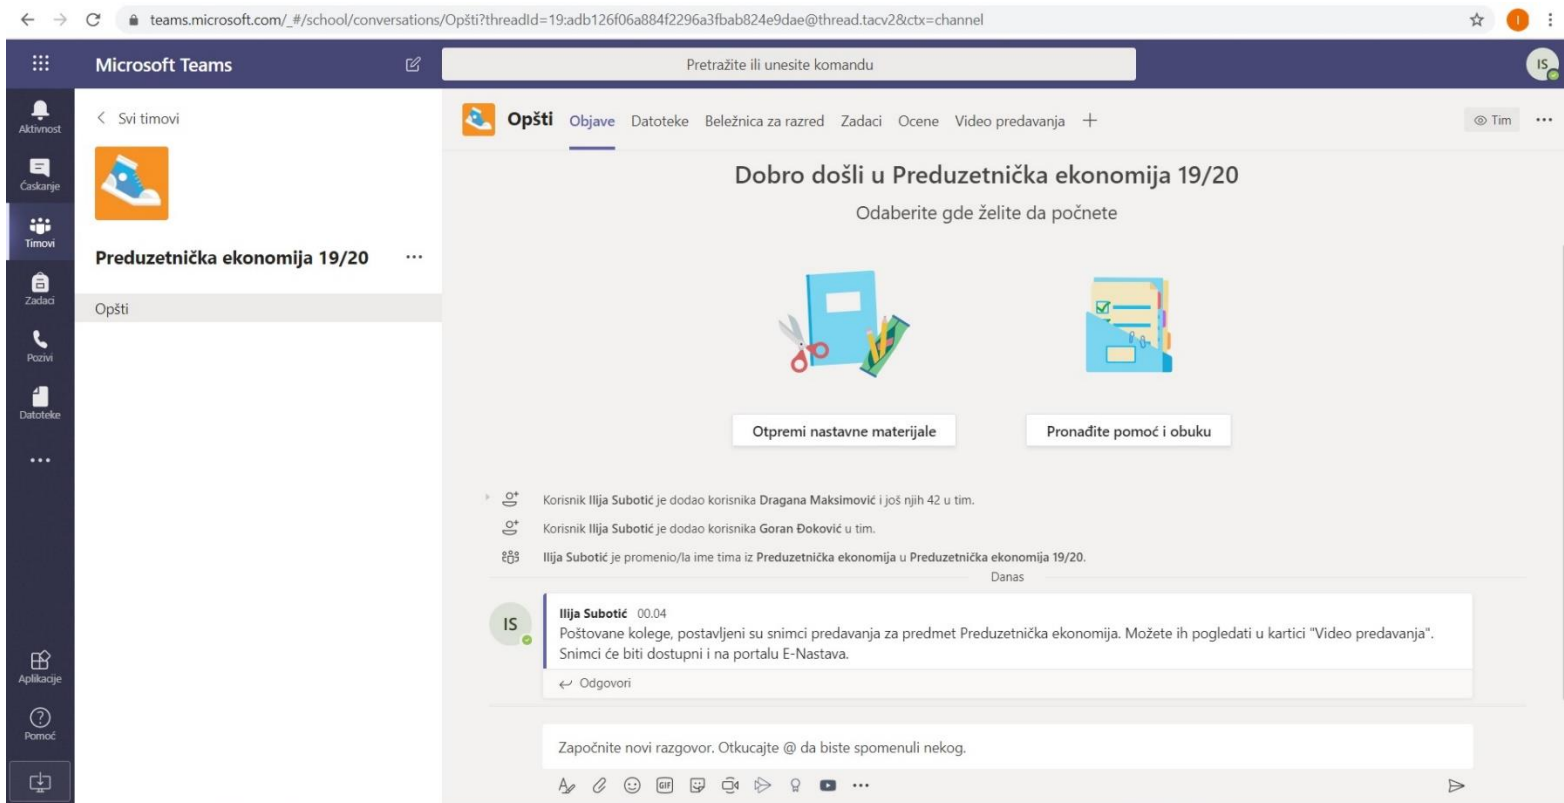 teams.microsoft.com/_#/school/conversations/Opšti?threadId=19:adb126f06a884f2296a3fbab824e9dae@thread.tacv2&ctx=channel
I
Microsoft Teams
Pretražite ili unesite komandu
IS
Aktivnost
Ćaskanje
Timovi
Zadaci
Pozivi
Datoteke
Aplikacije
Pomoć
Svi timovi
Preduzetnička ekonomija 19/20
Opšti
Opšti Objave Datoteke Beležnica za razred Zadaci Ocene Video predavanja
Tim
Dobro došli u Preduzetnička ekonomija 19/20
Odaberite gde želite da počnete
Otpremi nastavne materijale
Pronađite pomoć i obuku
Korisnik Ilija Subotić je dodao korisnika Dragana Maksimović i još njih 42 u tim.
Korisnik Ilija Subotić je dodao korisnika Goran Đoković u tim.
Ilija Subotić je promenio/la ime tima iz Preduzetnička ekonomija u Preduzetnička ekonomija 19/20.
Danas
IS
Ilija Subotić 00.04
Poštovane kolege, postavljeni su snimci predavanja za predmet Preduzetnička ekonomija. Možete ih pogledati u kartici "Video predavanja".
Snimci će biti dostupni i na portalu E-Nastava.
Odgovori
Započnite novi razgovor. Otkucajte @ da biste spomenuli nekog.
GIF